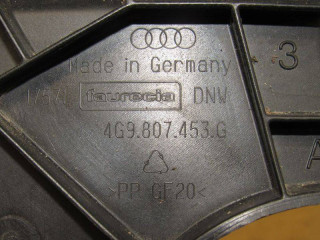 Made in Germany
3
faurecia DNW
4G9.807.453.G
A
>PP GF20<